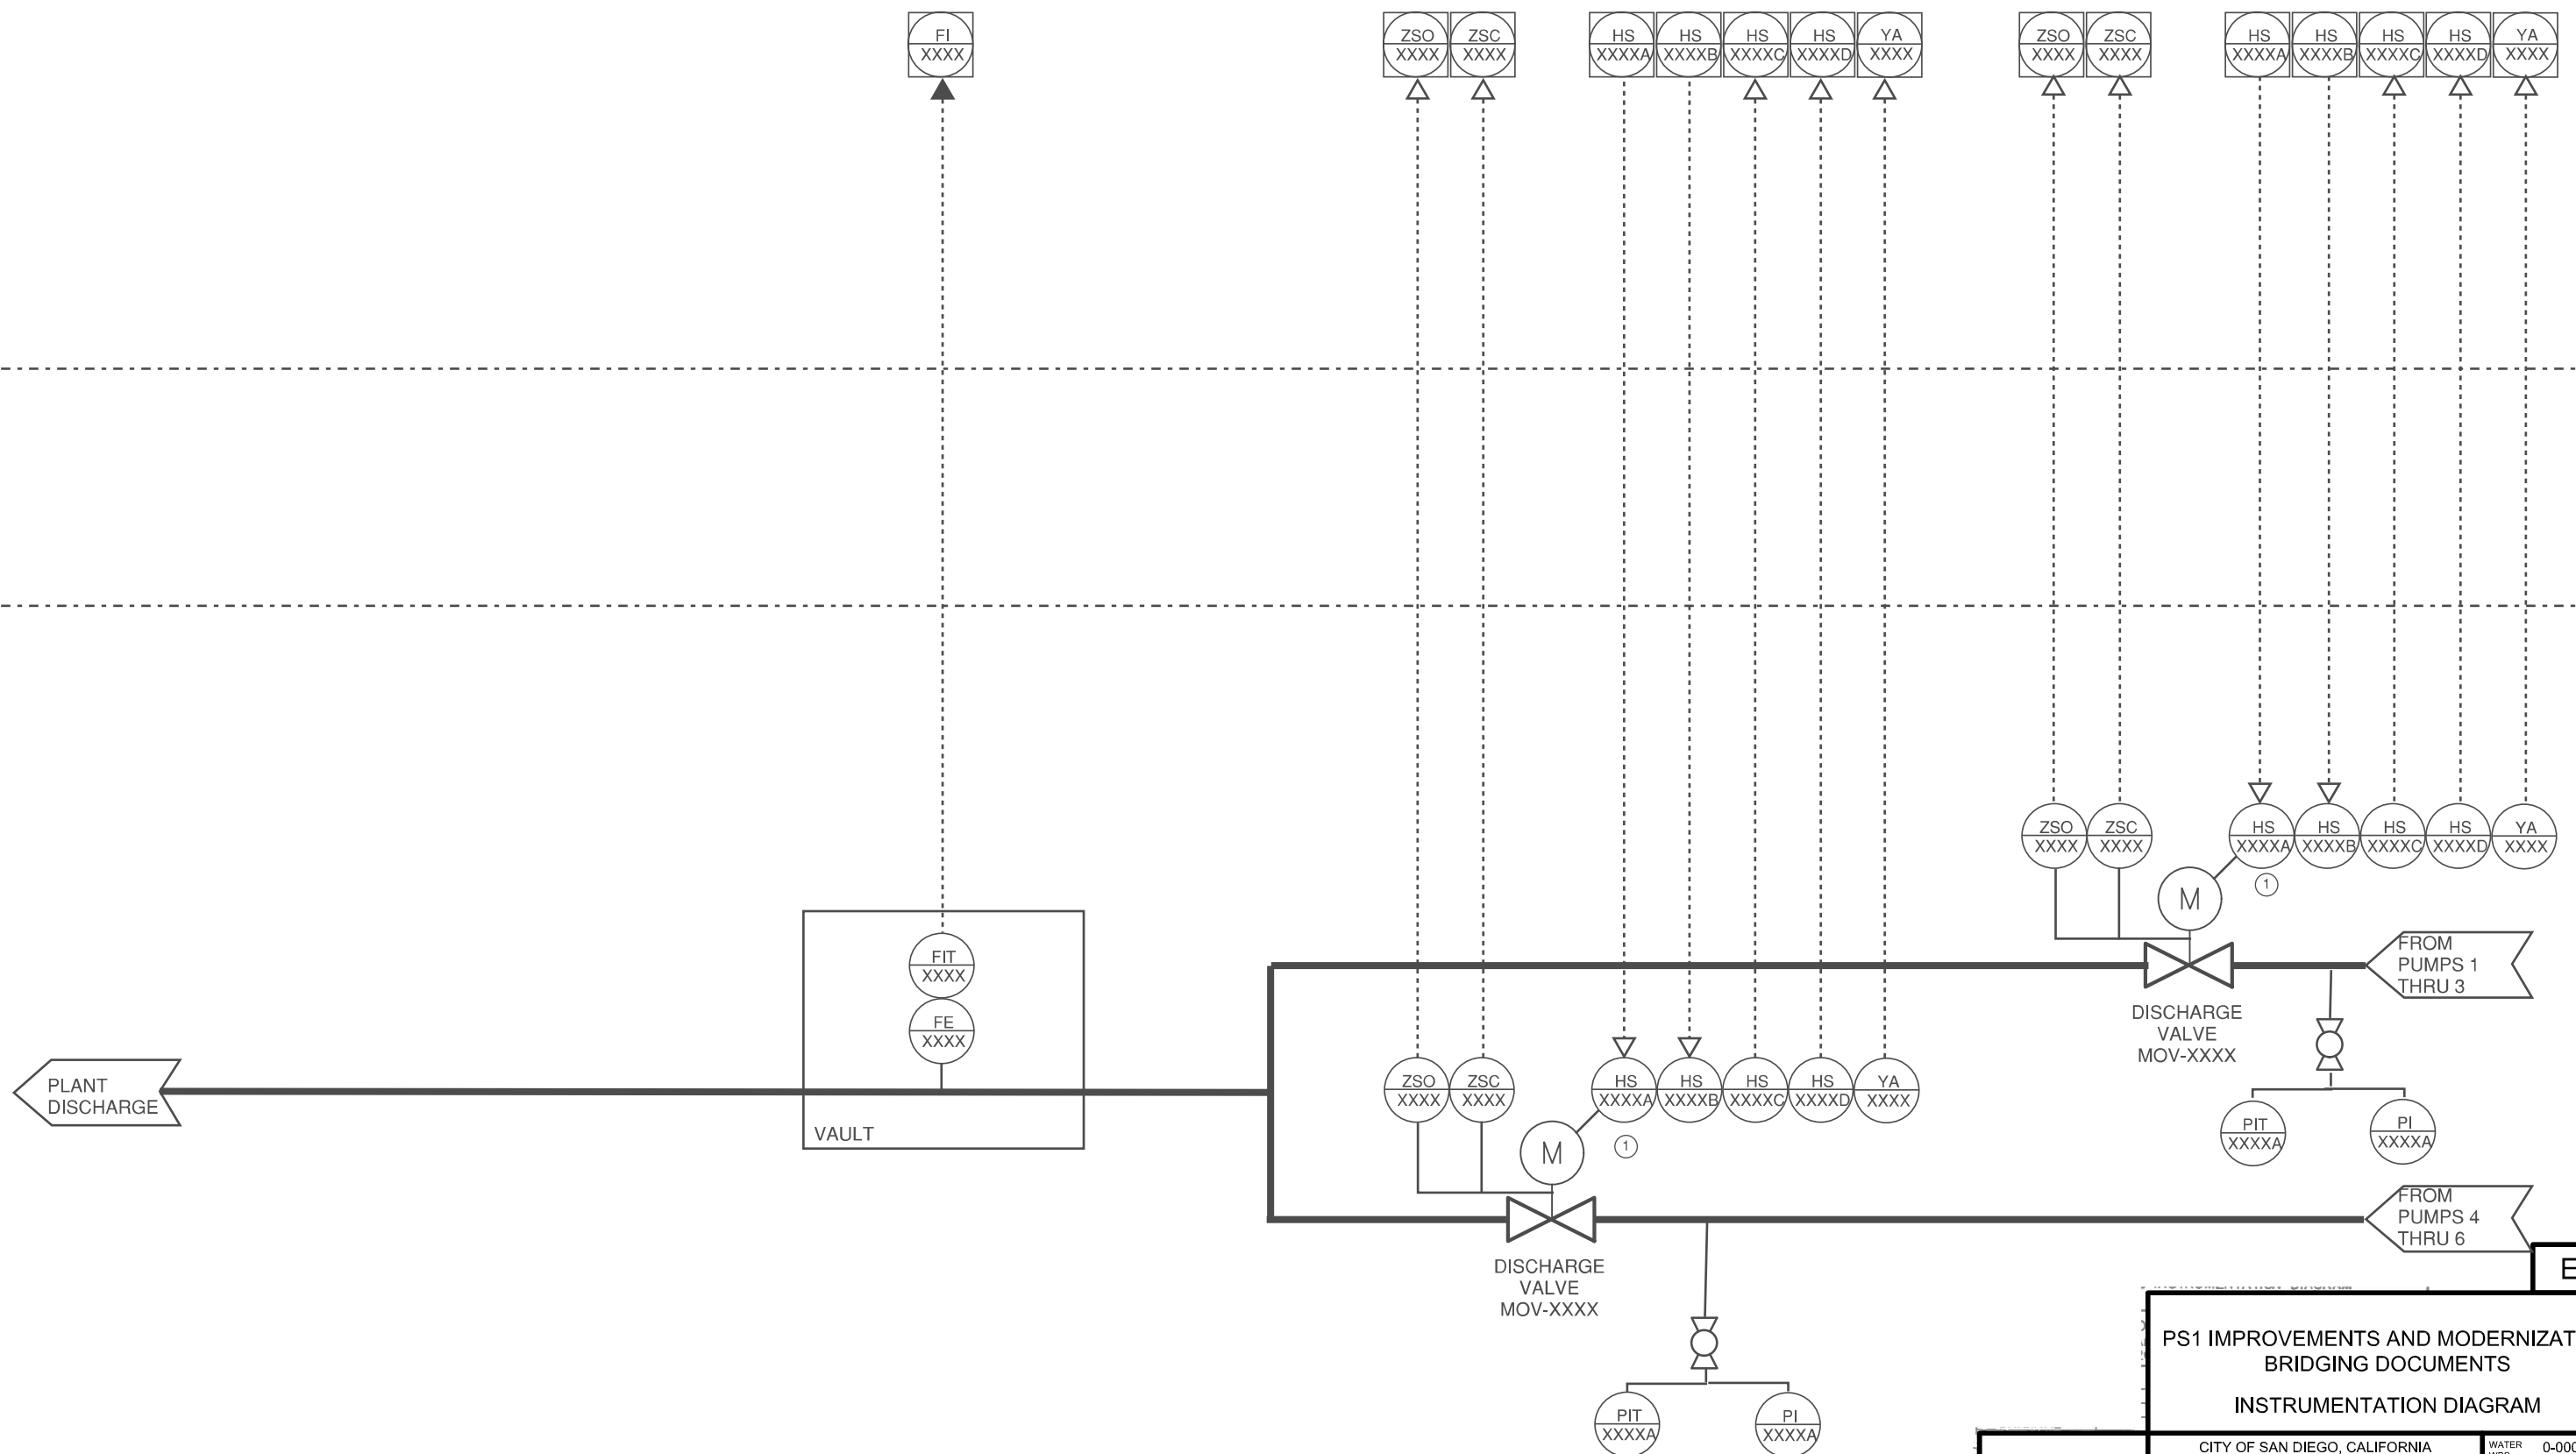 FI
XXXX
ZSO
XXXX
ZSC
XXXX
HS
XXXXA
HS
XXXXB
HS
XXXXC
HS
XXXXD
YA
XXXX
ZSO
XXXX
ZSC
XXXX
HS
XXXXA
HS
XXXXB
HS
XXXXC
HS
XXXXD
YA
XXXX
ZSO
XXXX
ZSC
XXXX
HS
XXXXA
HS
XXXXB
HS
XXXXC
HS
XXXXD
YA
XXXX
1
M
FROM
PUMPS 1
THRU 3
DISCHARGE
VALVE
MOV-XXXX
FIT
XXXX
FE
XXXX
VAULT
PLANT
DISCHARGE
ZSO
XXXX
ZSC
XXXX
HS
XXXXA
HS
XXXXB
HS
XXXXC
HS
XXXXD
YA
XXXX
1
M
PIT
XXXXA
PI
XXXXA
FROM
PUMPS 4
THRU 6
DISCHARGE
VALVE
MOV-XXXX
PIT
XXXXA
PI
XXXXA
E
PS1 IMPROVEMENTS AND MODERNIZAT
BRIDGING DOCUMENTS
INSTRUMENTATION DIAGRAM
CITY OF SAN DIEGO, CALIFORNIA
WATER 0-000